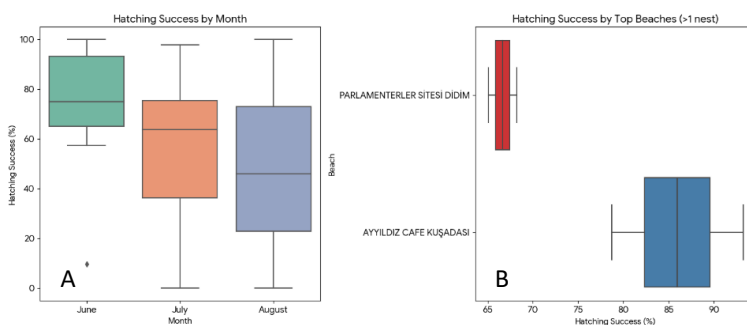 Hatching Success by Month
100
80
60
40
20
0
Hatching Success (%)
A
June
July
August
Month
Hatching Success by Top Beaches (>1 nest)
Beach
PARLAMENTERLER SİTESİ DİDİM
AYYILDIZ CAFE KUŞADASI
B
65
70
75
80
85
90
Hatching Success (%)